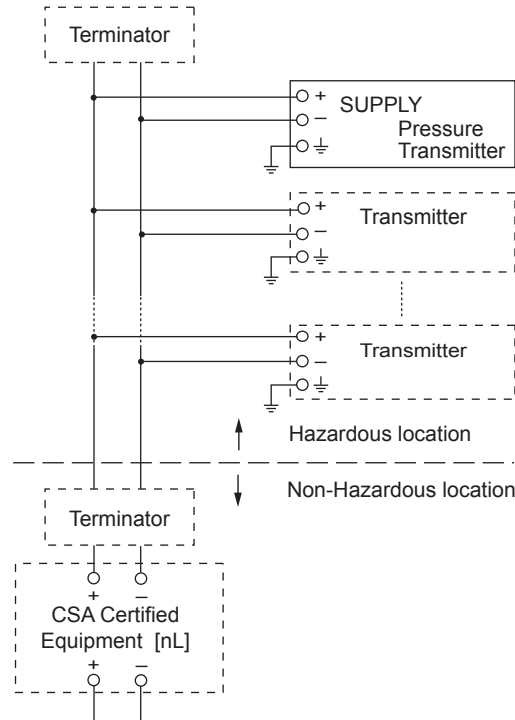 Terminator
+
SUPPLY
–
Pressure
Transmitter
+
Transmitter
–
+
Transmitter
–
Hazardous location
Non-Hazardous location
Terminator
+ –
CSA Certified
Equipment [nL]
+ –